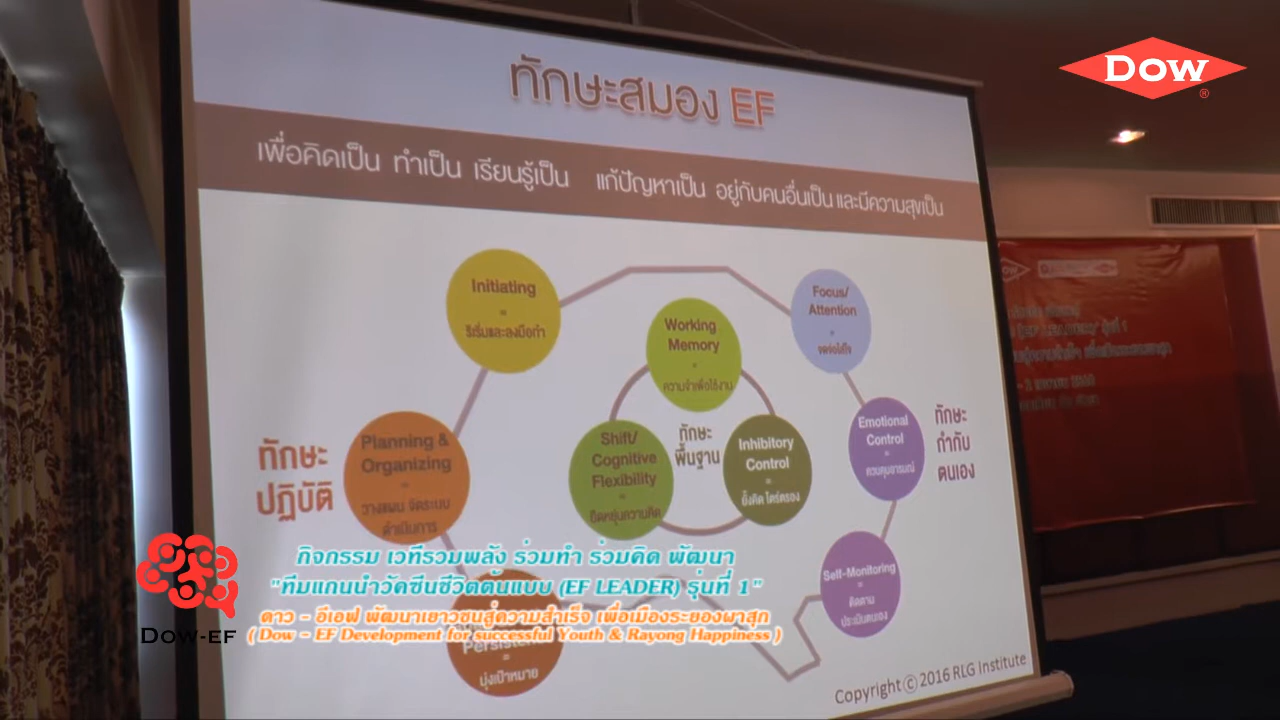 DOW
ทักษะสมอง EF
เพื่อคิดเป็น ทำเป็น เรียนรู้เป็น แก้ปัญหาเป็น อยู่กับคนอื่นเป็น และมีความสุขเป็น
Initiating
=
ริเริ่มและลงมือทำ
Focus/
Attention
=
จดจ่อใส่ใจ
Working
Memory
=
ความจำเพื่อใช้งาน
Planning &
Organizing
=
วางแผน จัดระบบ
ดำเนินการ
Shift/
Cognitive
Flexibility
=
ยืดหยุ่นความคิด
Inhibitory
Control
=
ยั้งคิด ไตร่ตรอง
Emotional
Control
=
ควบคุมอารมณ์
ทักษะ
พื้นฐาน
ทักษะ
ปฏิบัติ
ทักษะ
กำกับ
ตนเอง
Self-Monitoring
=
ติดตาม
ประเมินตนเอง
=
มุ่งเป้าหมาย
Copyright © 2016 RLG Institute
กิจกรรม เวทีรวมพลัง ร่วมทำ ร่วมคิด พัฒนา
"ทีมแกนนำวัคซีนชีวิตต้นแบบ (EF LEADER) รุ่นที่ 1"
ดาว - อีเอฟ พัฒนาเยาวชนสู่ความสำเร็จ เพื่อเมืองระยองผาสุก
( Dow - EF Development for successful Youth & Rayong Happiness )
DOW-EF